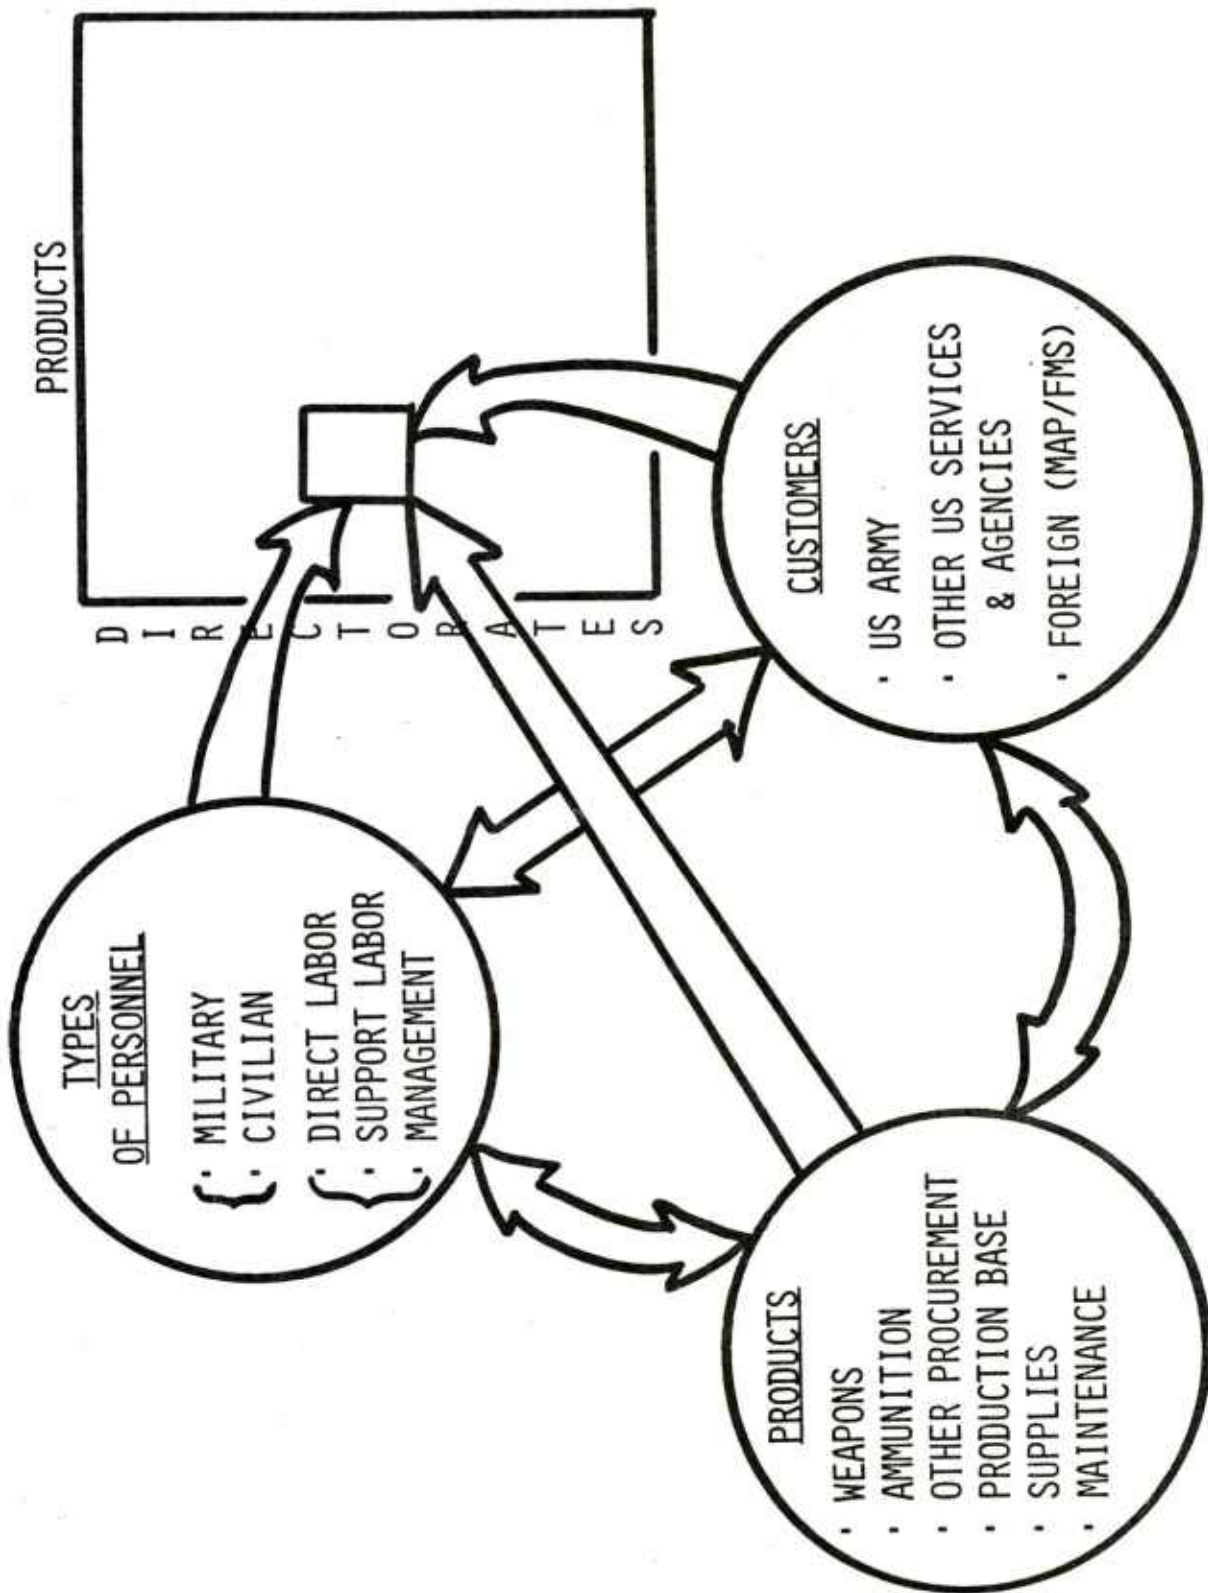 PRODUCTS
DIRECTORATES
TYPES
OF PERSONNEL
· MILITARY
· CIVILIAN
· DIRECT LABOR
· SUPPORT LABOR
· MANAGEMENT
PRODUCTS
· WEAPONS
· AMMUNITION
· OTHER PROCUREMENT
· PRODUCTION BASE
· SUPPLIES
· MAINTENANCE
CUSTOMERS
· US ARMY
· OTHER US SERVICES
& AGENCIES
· FOREIGN (MAP/FMS)